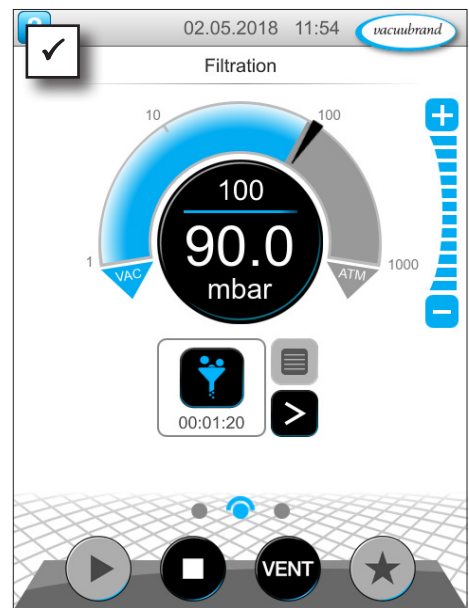 ?
02.05.2018 11:54
vacuubrand
Filtration
10
100
1
1000
VAC
ATM
100
90.0
mbar
00:01:20
VENT